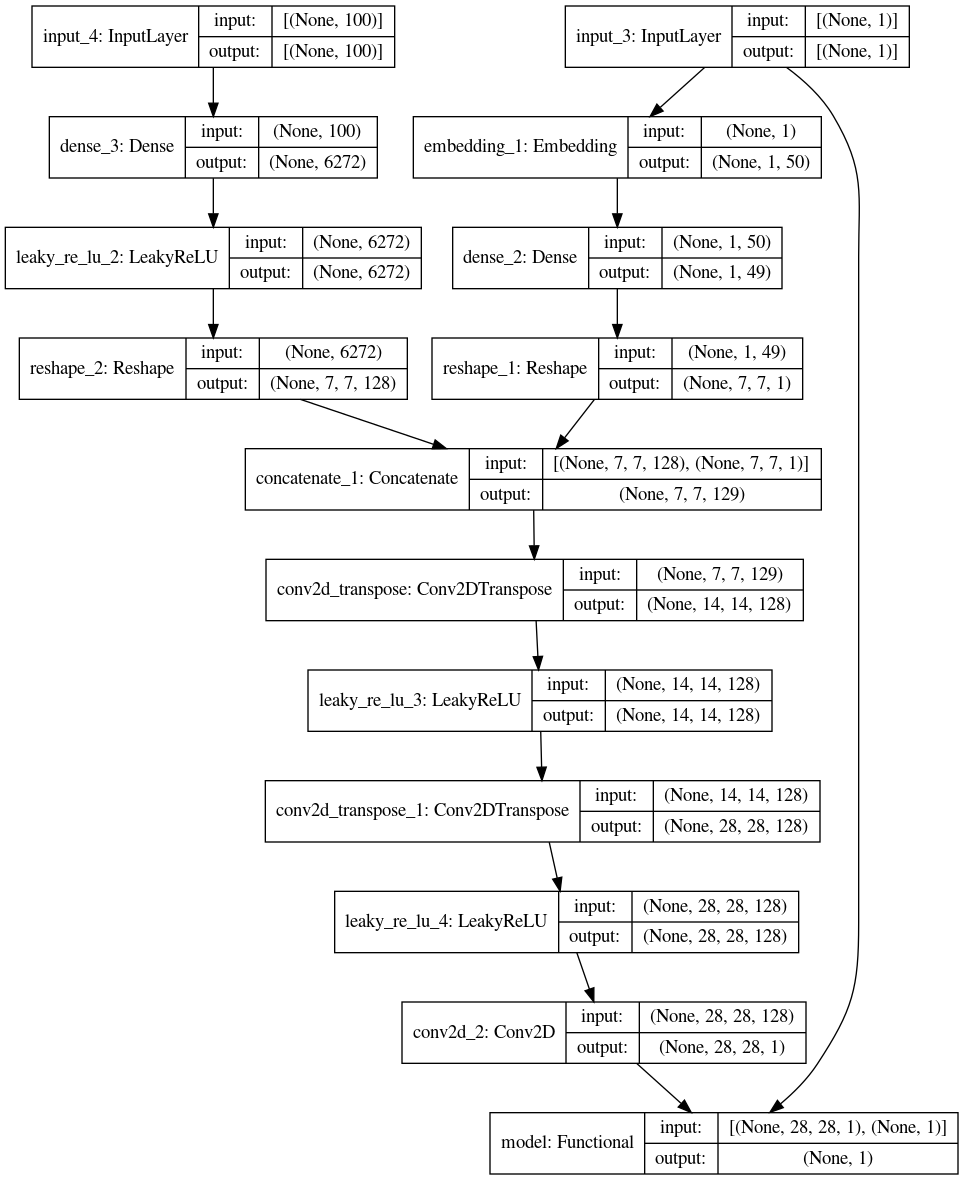 input_4: InputLayer
input: [(None, 100)]
output: [(None, 100)]
input_3: InputLayer
input: [(None, 1)]
output: [(None, 1)]
dense_3: Dense
input: (None, 100)
output: (None, 6272)
embedding_1: Embedding
input: (None, 1)
output: (None, 1, 50)
leaky_re_lu_2: LeakyReLU
input: (None, 6272)
output: (None, 6272)
dense_2: Dense
input: (None, 1, 50)
output: (None, 1, 49)
reshape_2: Reshape
input: (None, 6272)
output: (None, 7, 7, 128)
reshape_1: Reshape
input: (None, 1, 49)
output: (None, 7, 7, 1)
concatenate_1: Concatenate
input: [(None, 7, 7, 128), (None, 7, 7, 1)]
output: (None, 7, 7, 129)
conv2d_transpose: Conv2DTranspose
input: (None, 7, 7, 129)
output: (None, 14, 14, 128)
leaky_re_lu_3: LeakyReLU
input: (None, 14, 14, 128)
output: (None, 14, 14, 128)
conv2d_transpose_1: Conv2DTranspose
input: (None, 14, 14, 128)
output: (None, 28, 28, 128)
leaky_re_lu_4: LeakyReLU
input: (None, 28, 28, 128)
output: (None, 28, 28, 128)
conv2d_2: Conv2D
input: (None, 28, 28, 128)
output: (None, 28, 28, 1)
model: Functional
input: [(None, 28, 28, 1), (None, 1)]
output: (None, 1)